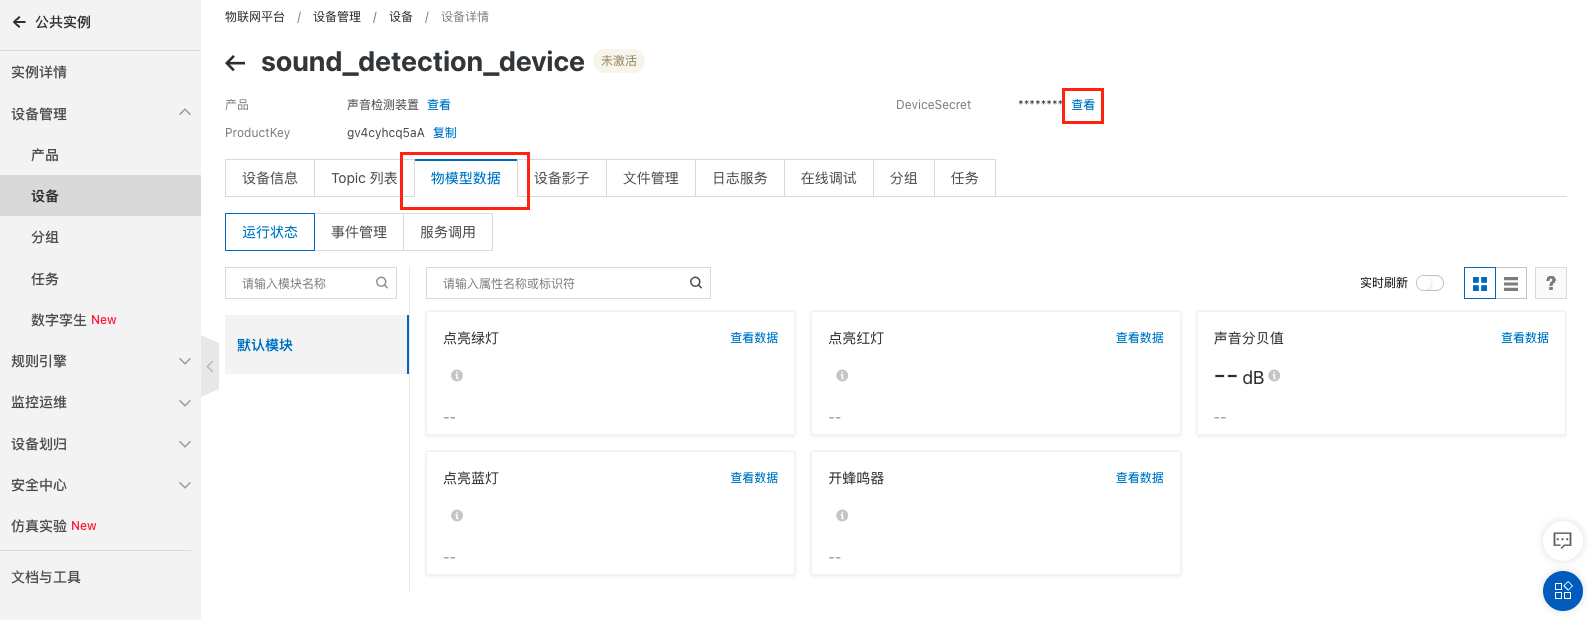 公共实例
实例详情
设备管理
产品
设备
分组
任务
数字孪生 New
规则引擎
监控运维
设备划归
安全中心
仿真实验 New
文档与工具
物联网平台 / 设备管理 / 设备 / 设备详情
sound_detection_device 未激活
产品 声音检测装置 查看 DeviceSecret ******** 查看
ProductKey gv4cyhcq5aA 复制
设备信息 Topic 列表 物模型数据 设备影子 文件管理 日志服务 在线调试 分组 任务
运行状态 事件管理 服务调用
请输入模块名称 请输入属性名称或标识符 实时刷新 ?
默认模块
点亮绿灯 查看数据
--
点亮红灯 查看数据
--
声音分贝值 查看数据
-- dB
--
点亮蓝灯 查看数据
--
开蜂鸣器 查看数据
--